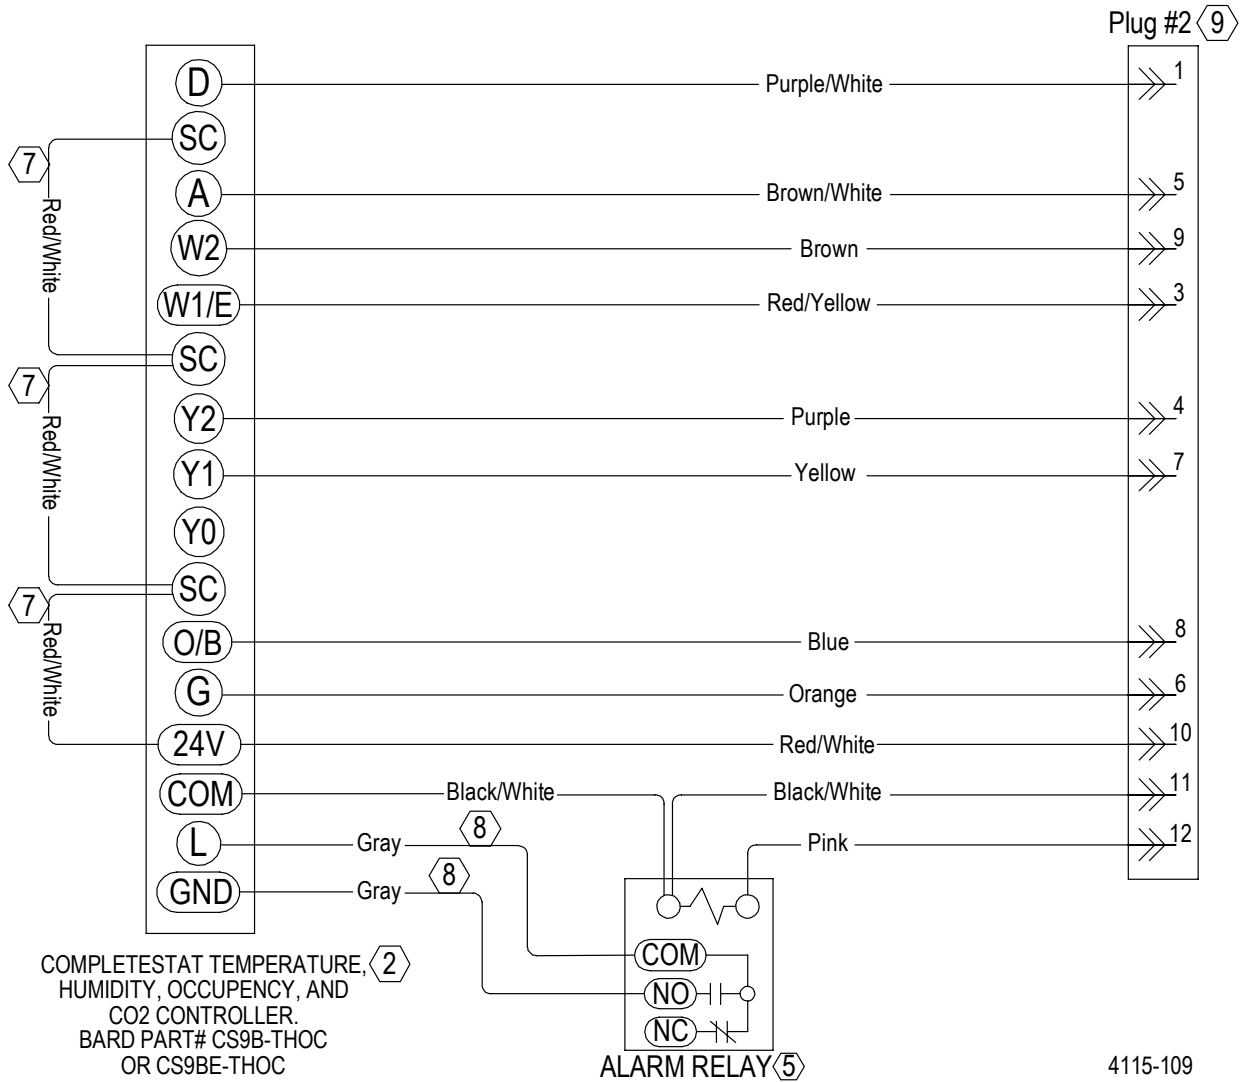 Plug #2 9
D Purple/White 1
SC
7
A Brown/White 5
Red/White
W2 Brown 9
W1/E Red/Yellow 3
SC
7
Y2 Purple 4
Red/White
Y1 Yellow 7
Y0
SC
7
O/B Blue 8
Red/White
G Orange 6
24V Red/White 10
COM Black/White Black/White 11
L Gray 8 Pink 12
GND Gray 8
COM
NO
NC
ALARM RELAY 5
COMPLETESTAT TEMPERATURE, 2
HUMIDITY, OCCUPENCY, AND
CO2 CONTROLLER.
BARD PART# CS9B-THOC
OR CS9BE-THOC
4115-109